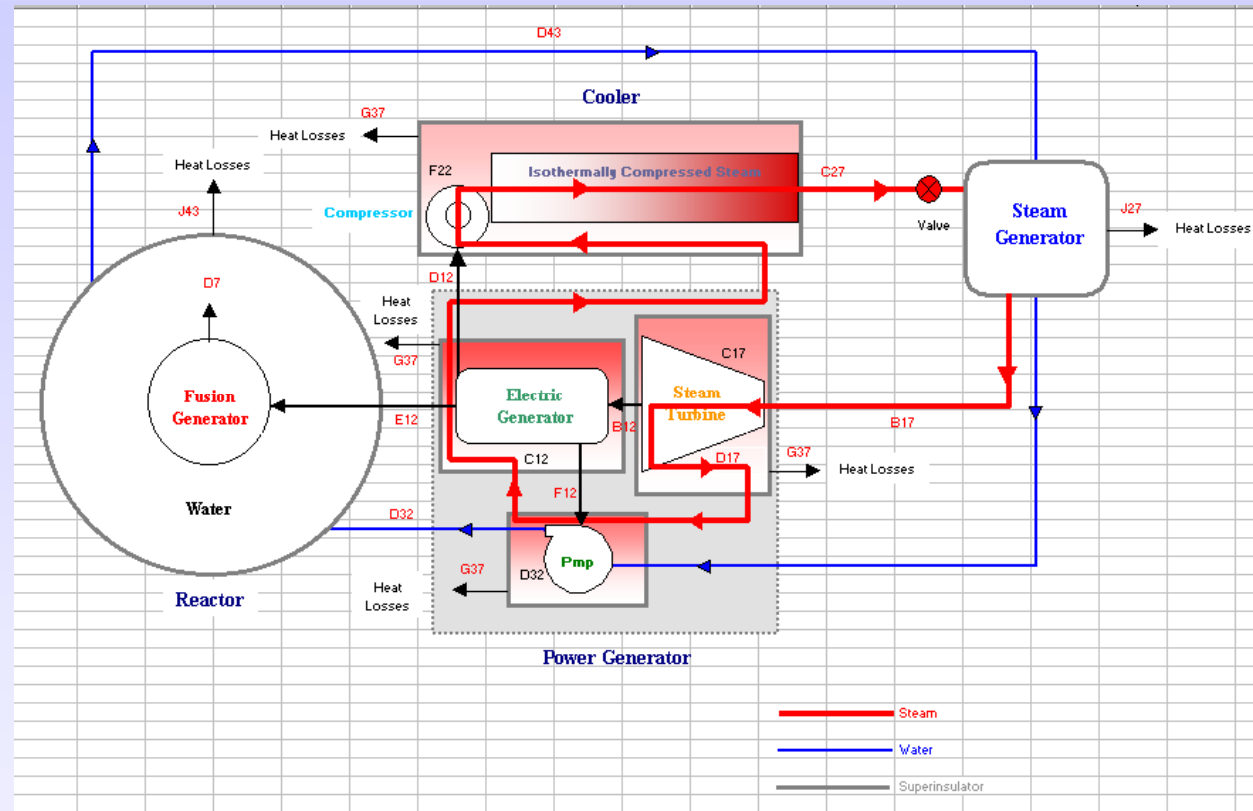 D43
Cooler
G37
Heat Losses
Heat Losses
F22
Isothermally Compressed Steam
C27
J43
Compressor
Valve
Steam
Generator
J27
Heat Losses
D7
D12
Heat
Losses
G37
C17
Fusion
Generator
E12
Electric
Generator
B12
Steam
Turbine
B17
C12
D17
G37
Heat Losses
F12
Water
D32
Pmp
D32
G37
Heat
Losses
Reactor
Power Generator
Steam
Water
Superinsulator